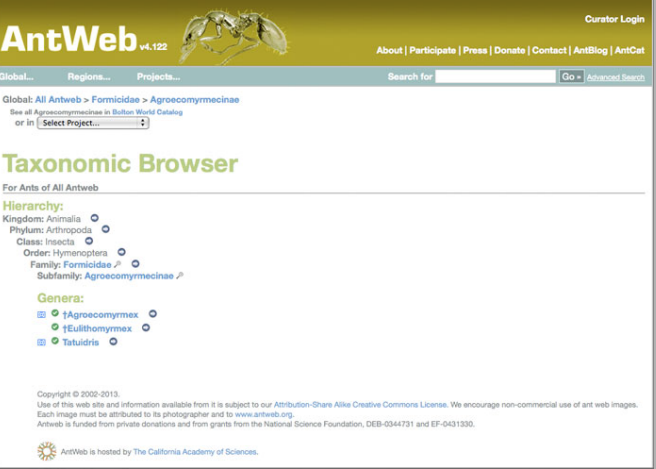 Curator Login
AntWeb v4.122
About | Participate | Press | Donate | Contact | AntBlog | AntCat
Global... Regions... Projects... Search for Go » Advanced Search
Global: All Antweb > Formicidae > Agroecomyrmecinae
See all Agroecomyrmecinae in Bolton World Catalog
or in Select Project...
Taxonomic Browser
For Ants of All Antweb
Hierarchy:
Kingdom: Animalia
Phylum: Arthropoda
Class: Insecta
Order: Hymenoptera
Family: Formicidae
Subfamily: Agroecomyrmecinae
Genera:
†Agroecomyrmex
†Eulithomyrmex
Tatuidris
Copyright © 2002-2013.
Use of this web site and information available from it is subject to our Attribution-Share Alike Creative Commons License. We encourage non-commercial use of ant web images.
Each image must be attributed to its photographer and to www.antweb.org.
Antweb is funded from private donations and from grants from the National Science Foundation, DEB-0344731 and EF-0431330.
AntWeb is hosted by The California Academy of Sciences.